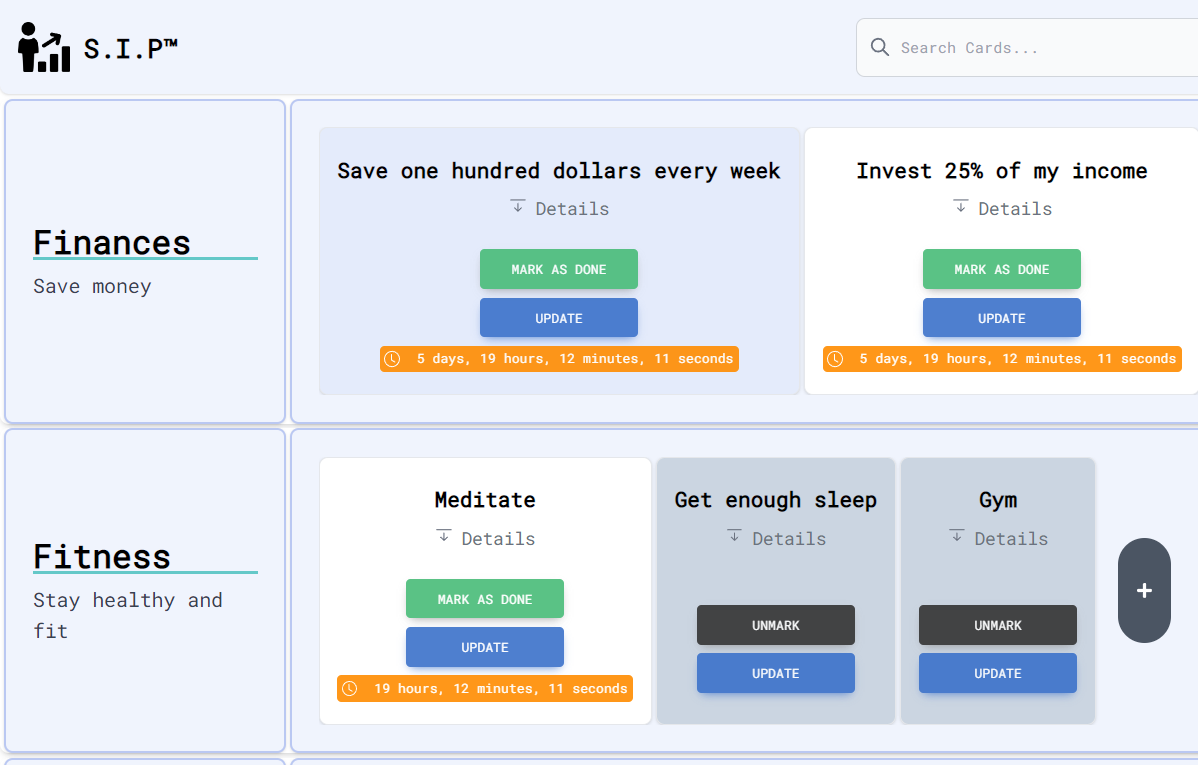 S.I.P™
Search Cards...
Finances
Save money
Save one hundred dollars every week
Details
MARK AS DONE
UPDATE
5 days, 19 hours, 12 minutes, 11 seconds
Invest 25% of my income
Details
MARK AS DONE
UPDATE
5 days, 19 hours, 12 minutes, 11 seconds
Fitness
Stay healthy and
fit
Meditate
Details
MARK AS DONE
UPDATE
19 hours, 12 minutes, 11 seconds
Get enough sleep
Details
UNMARK
UPDATE
Gym
Details
UNMARK
UPDATE
+